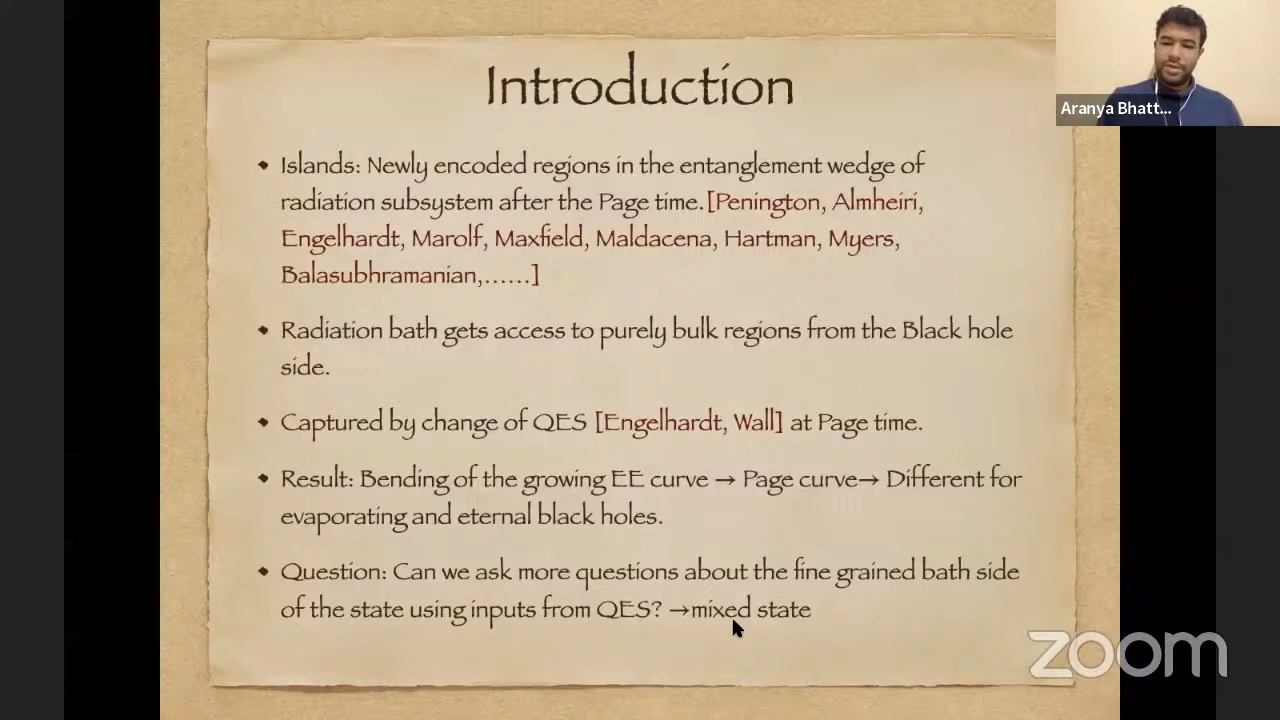 Introduction
Aranya Bhatt...
• Islands: Newly encoded regions in the entanglement wedge of
radiation subsystem after the Page time. [Penington, Almheiri,
Engelhardt, Marolf, Maxfield, Maldacena, Hartman, Myers,
Balasubhramanian,......]
• Radiation bath gets access to purely bulk regions from the Black hole
side.
• Captured by change of QES [Engelhardt, Wall] at Page time.
• Result: Bending of the growing EE curve → Page curve→ Different for
evaporating and eternal black holes.
• Question: Can we ask more questions about the fine grained bath side
of the state using inputs from QES? →mixed state
zoom